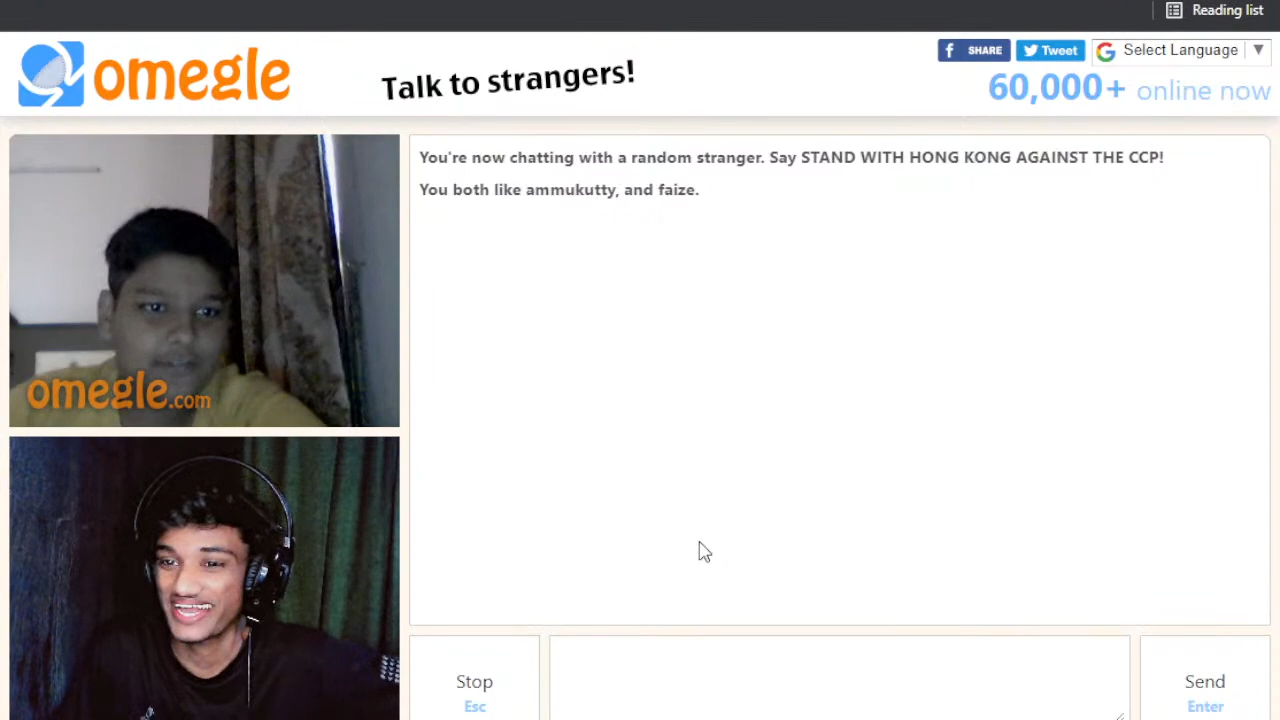 Reading list
omegle
Talk to strangers!
SHARE
Tweet
Select Language
60,000+ online now
You're now chatting with a random stranger. Say STAND WITH HONG KONG AGAINST THE CCP!
You both like ammukutty, and faize.
omegle.com
Stop
Esc
Send
Enter